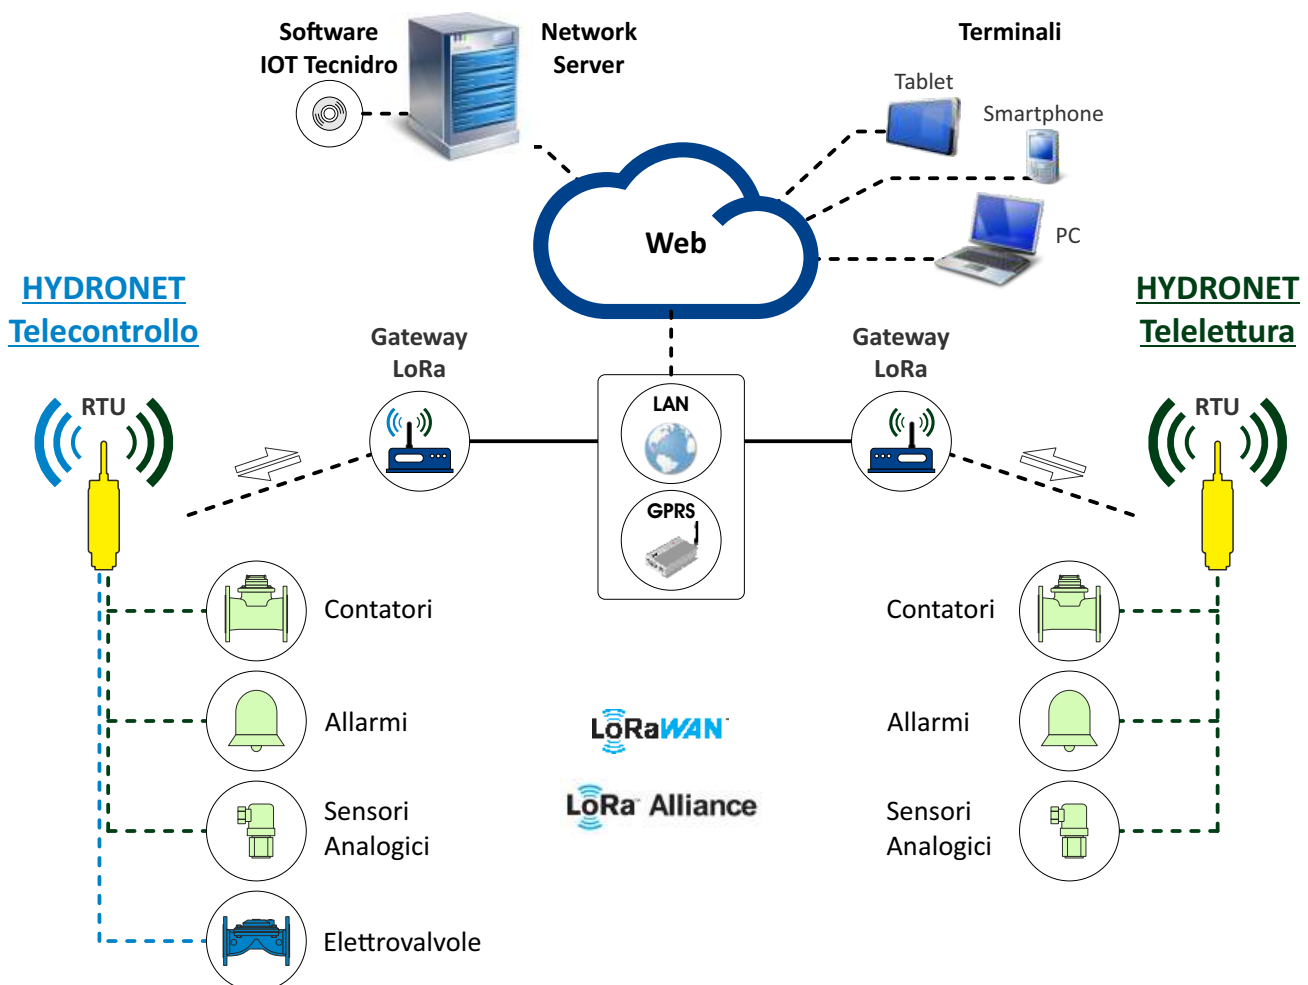 Software
IOT Tecnidro
Network
Server
Terminali
Tablet
Smartphone
PC
Web
HYDRONET
Telecontrollo
HYDRONET
Telelettura
Gateway
LoRa
Gateway
LoRa
RTU
LAN
GPRS
RTU
Contatori
Allarmi
Sensori
Analogici
Elettrovalvole
LoRaWAN™
LoRa Alliance
Contatori
Allarmi
Sensori
Analogici